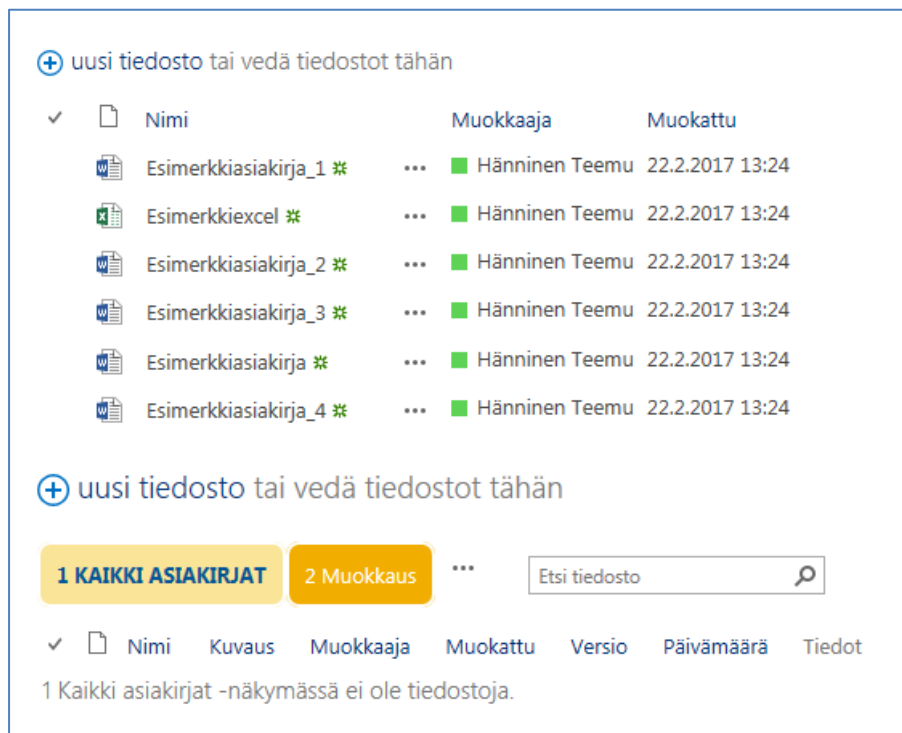 uusi tiedosto tai vedä tiedostot tähän
Nimi Muokkaaja Muokattu
Esimerkkiasiakirja_1 ... Hänninen Teemu 22.2.2017 13:24
Esimerkkiexcel ... Hänninen Teemu 22.2.2017 13:24
Esimerkkiasiakirja_2 ... Hänninen Teemu 22.2.2017 13:24
Esimerkkiasiakirja_3 ... Hänninen Teemu 22.2.2017 13:24
Esimerkkiasiakirja ... Hänninen Teemu 22.2.2017 13:24
Esimerkkiasiakirja_4 ... Hänninen Teemu 22.2.2017 13:24
uusi tiedosto tai vedä tiedostot tähän
1 KAIKKI ASIAKIRJAT 2 Muokkaus ... Etsi tiedosto
Nimi Kuvaus Muokkaaja Muokattu Versio Päivämäärä Tiedot
1 Kaikki asiakirjat -näkymässä ei ole tiedostoja.